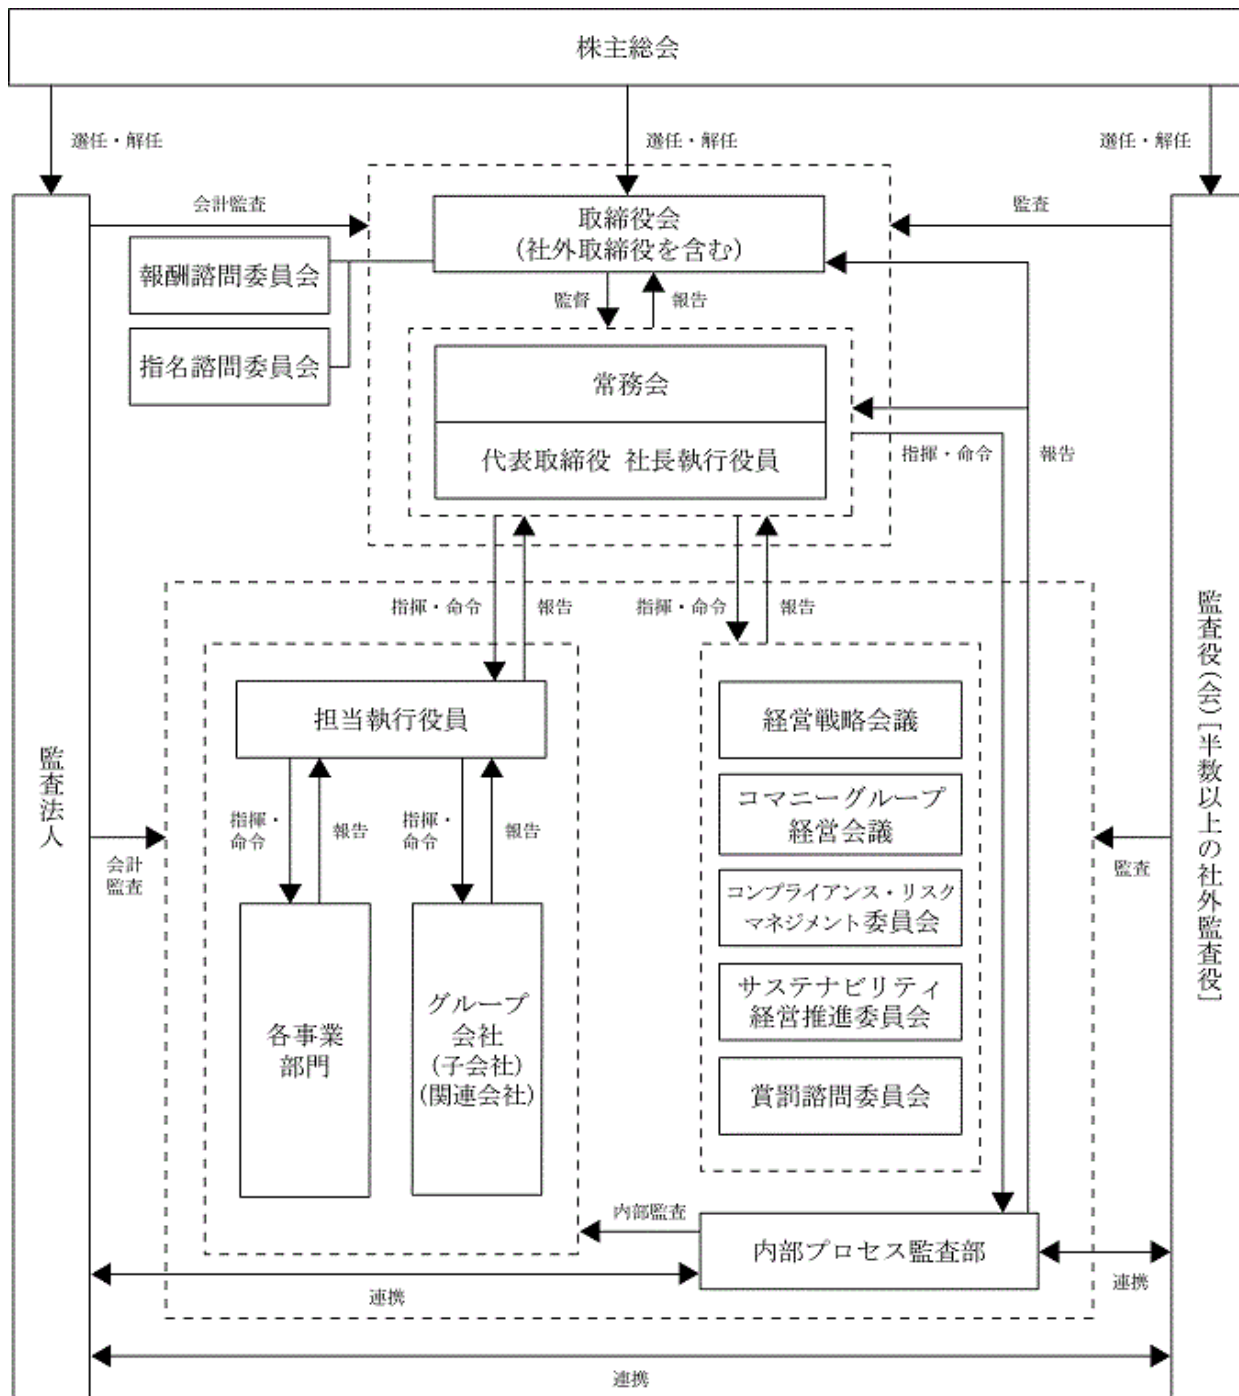 株主総会
選任・解任
選任・解任
選任・解任
会計監査
取締役会
(社外取締役を含む)
監査
報酬諮問委員会
監督
報告
指名諮問委員会
常務会
代表取締役 社長執行役員
指揮・命令
報告
指揮・命令
報告
指揮・命令
報告
担当執行役員
経営戦略会議
指揮・
命令
報告
指揮・
命令
報告
コマニーグループ
経営会議
監査法人
会計
監査
監査
監査役(会)[半数以上の社外監査役]
コンプライアンス・リスク
マネジメント委員会
各事業
部門
グループ
会社
(子会社)
(関連会社)
サステナビリティ
経営推進委員会
賞罰諮問委員会
内部監査
内部プロセス監査部
連携
連携
連携